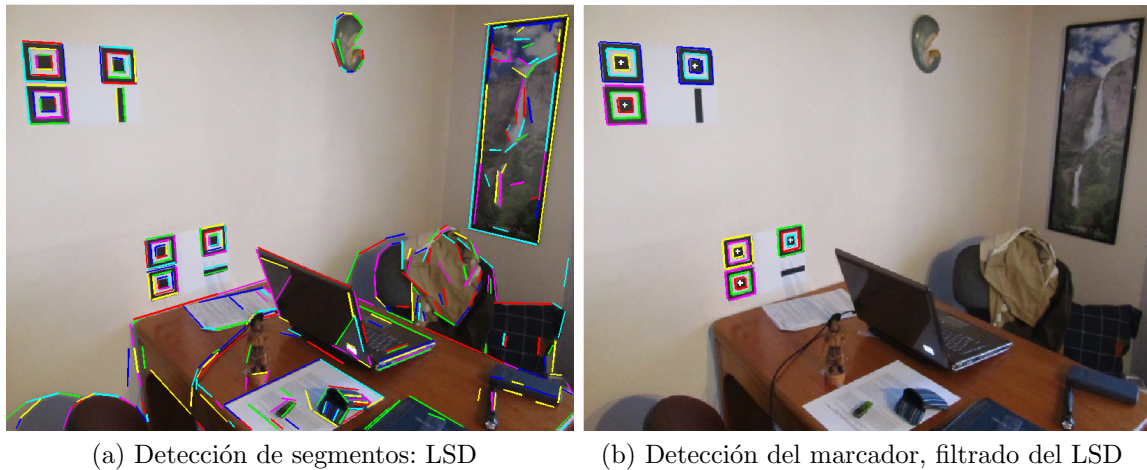 (a) Detección de segmentos: LSD
(b) Detección del marcador, filtrado del LSD